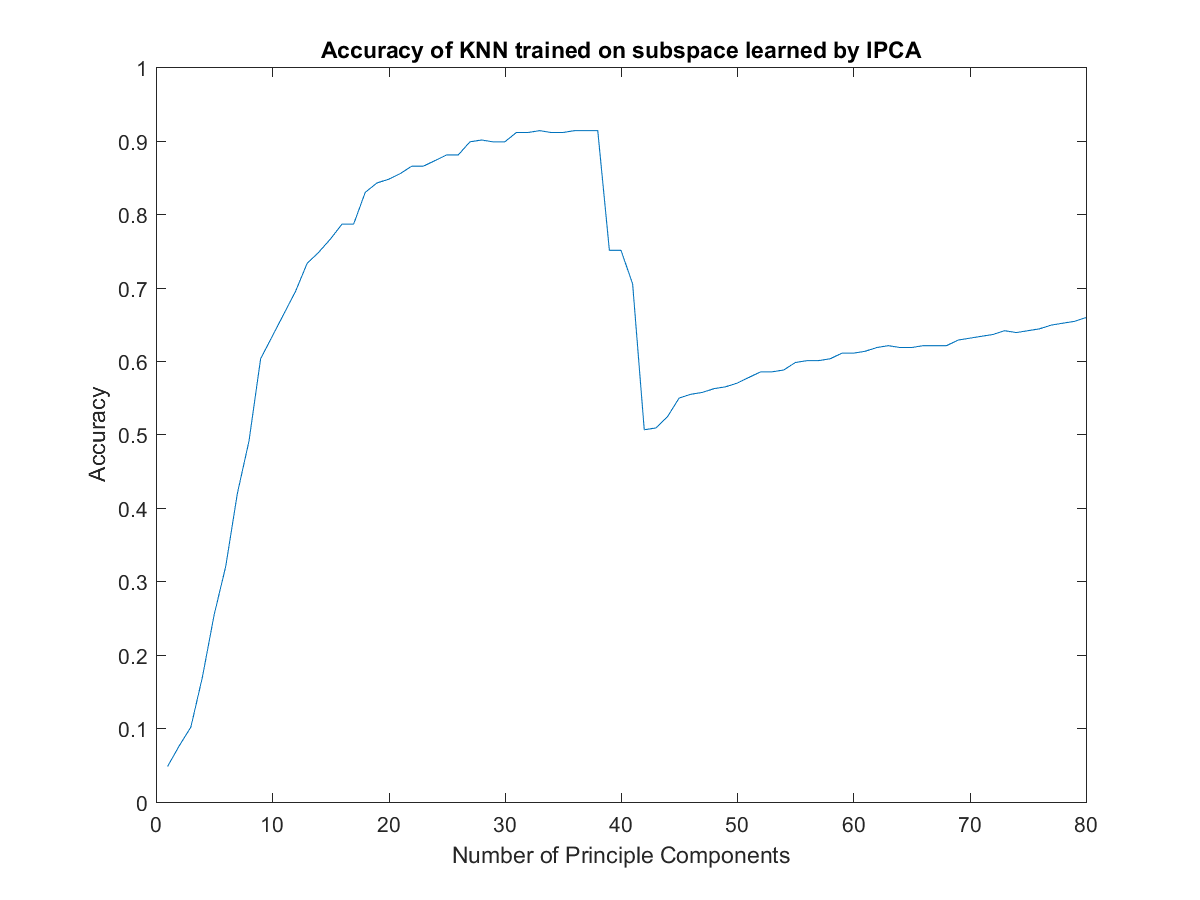 Accuracy of KNN trained on subspace learned by IPCA
1
0.9
0.8
0.7
0.6
0.5
0.4
0.3
0.2
0.1
0
Accuracy
0 10 20 30 40 50 60 70 80
Number of Principle Components